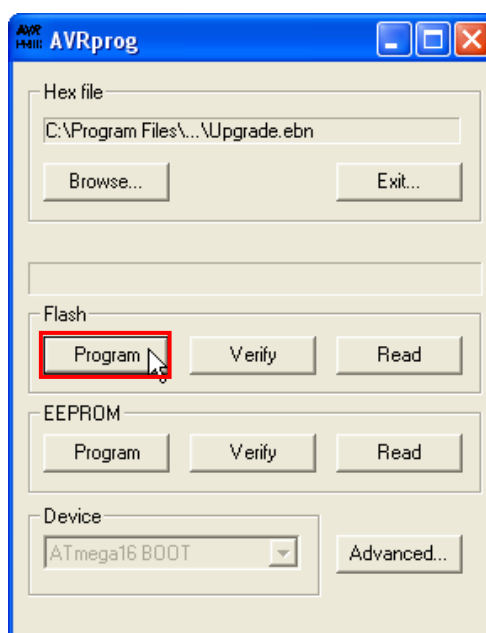 AVRprog
Hex file
C:\Program Files\...\Upgrade.ebn
Browse... Exit...
Flash
Program Verify Read
EEPROM
Program Verify Read
Device
ATmega16 BOOT Advanced...